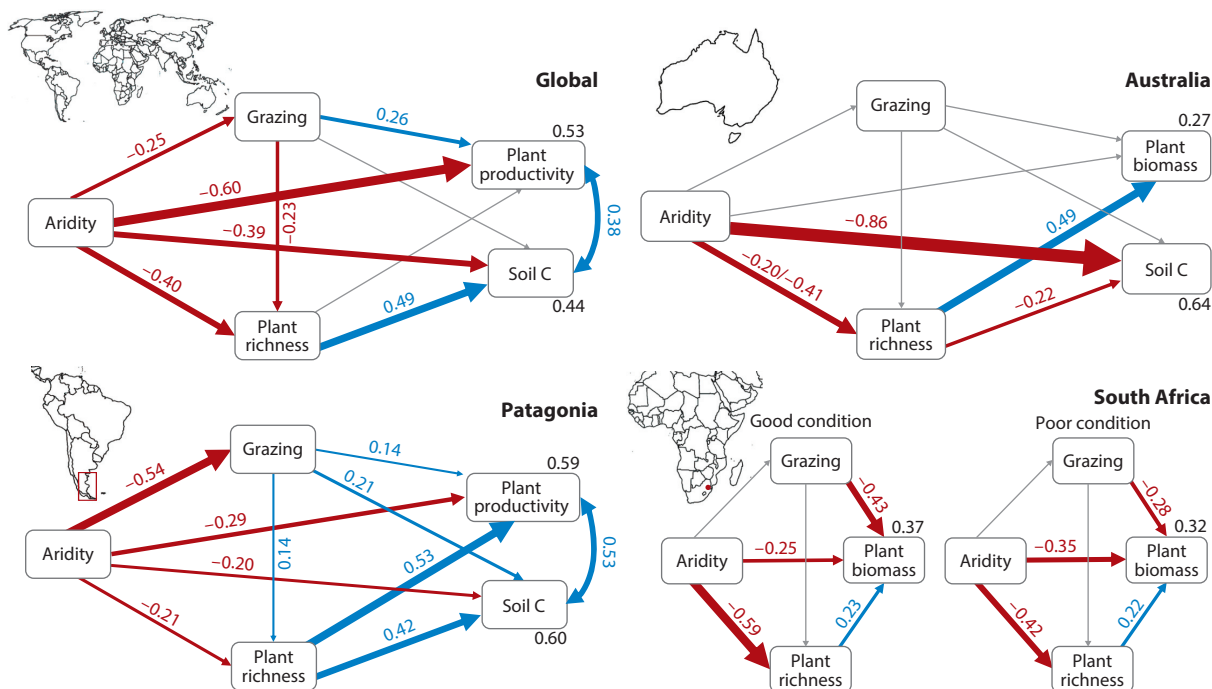 Global
Grazing
0.26
0.53
−0.25
Plant
productivity
−0.60
Aridity
−0.23
−0.39
0.38
−0.40
Soil C
0.49
0.44
Plant
richness
Australia
Grazing
0.27
Plant
biomass
Aridity
−0.86
0.49
Soil C
−0.20/−0.41
−0.22
0.64
Plant
richness
Patagonia
Grazing
0.14
0.59
−0.54
0.21
Plant
productivity
−0.29
Aridity
0.14
0.53
0.53
−0.20
−0.21
Soil C
0.42
0.60
Plant
richness
South Africa
Good condition
Grazing
−0.43
0.37
Aridity
−0.25
Plant
biomass
−0.59
0.23
Plant
richness
Poor condition
Grazing
−0.28
0.32
Aridity
−0.35
Plant
biomass
−0.42
0.22
Plant
richness